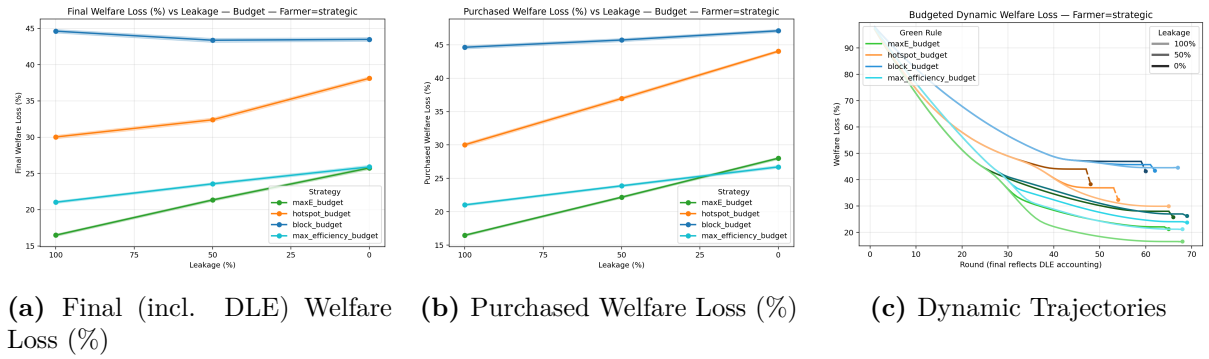 Final Welfare Loss (%) vs Leakage — Budget — Farmer=strategic
45
40
35
30
25
20
15
Final Welfare Loss (%)
100
75
50
25
0
Leakage (%)
Strategy
maxE_budget
hotspot_budget
block_budget
max_efficiency_budget
Purchased Welfare Loss (%) vs Leakage — Budget — Farmer=strategic
45
40
35
30
25
20
15
Purchased Welfare Loss (%)
100
75
50
25
0
Leakage (%)
Strategy
maxE_budget
hotspot_budget
block_budget
max_efficiency_budget
Budgeted Dynamic Welfare Loss — Farmer=strategic
90
80
70
60
50
40
30
20
Welfare Loss (%)
0
10
20
30
40
50
60
70
Round (final reflects DLE accounting)
Green Rule
maxE_budget
hotspot_budget
block_budget
max_efficiency_budget
Leakage
100%
50%
0%
(a) Final (incl. DLE) Welfare
Loss (%)
(b) Purchased Welfare Loss (%)
(c) Dynamic Trajectories